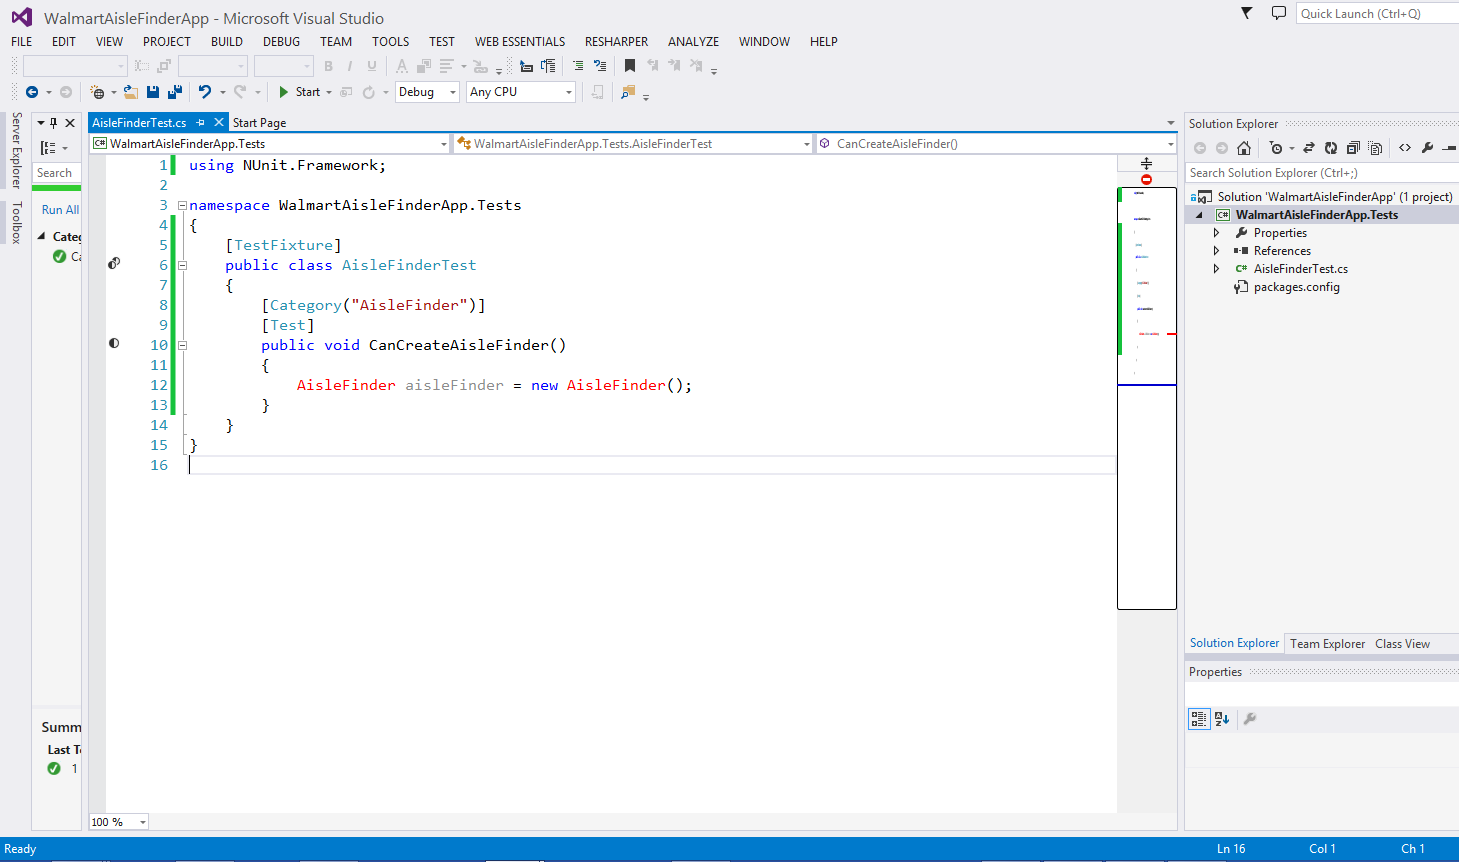 WalmartAisleFinderApp - Microsoft Visual Studio
Quick Launch (Ctrl+Q)
FILE EDIT VIEW PROJECT BUILD DEBUG TEAM TOOLS TEST WEB ESSENTIALS RESHARPER ANALYZE WINDOW HELP
Start Debug Any CPU
Server Explorer
Toolbox
Search
Run All
Categ
Ca
Summ
Last T
1
AisleFinderTest.cs Start Page
WalmartAisleFinderApp.Tests WalmartAisleFinderApp.Tests.AisleFinderTest CanCreateAisleFinder()
1 using NUnit.Framework;
2
3 namespace WalmartAisleFinderApp.Tests
4 {
5 [TestFixture]
6 public class AisleFinderTest
7 {
8 [Category("AisleFinder")]
9 [Test]
10 public void CanCreateAisleFinder()
11 {
12 AisleFinder aisleFinder = new AisleFinder();
13 }
14 }
15 }
16
100 %
Solution Explorer
Search Solution Explorer (Ctrl+;)
Solution 'WalmartAisleFinderApp' (1 project)
WalmartAisleFinderApp.Tests
Properties
References
AisleFinderTest.cs
packages.config
Solution Explorer Team Explorer Class View
Properties
Ready Ln 16 Col 1 Ch 1